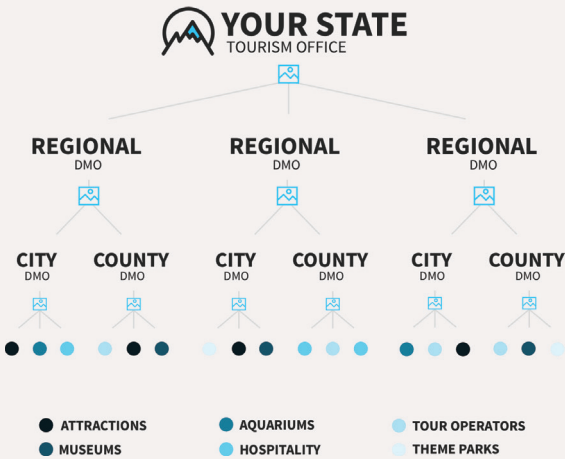 YOUR STATE
TOURISM OFFICE
REGIONAL REGIONAL REGIONAL
DMO DMO DMO
CITY COUNTY CITY COUNTY CITY COUNTY
DMO DMO DMO DMO DMO DMO
ATTRACTIONS AQUARIUMS TOUR OPERATORS
MUSEUMS HOSPITALITY THEME PARKS